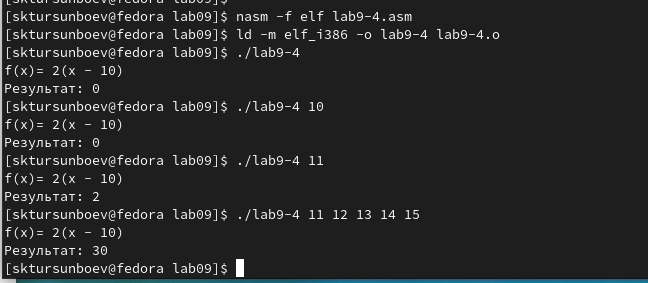 [sktursunboev@fedora lab09]$ nasm -f elf lab9-4.asm
[sktursunboev@fedora lab09]$ ld -m elf_i386 -o lab9-4 lab9-4.o
[sktursunboev@fedora lab09]$ ./lab9-4
f(x)= 2(x - 10)
Результат: 0
[sktursunboev@fedora lab09]$ ./lab9-4 10
f(x)= 2(x - 10)
Результат: 0
[sktursunboev@fedora lab09]$ ./lab9-4 11
f(x)= 2(x - 10)
Результат: 2
[sktursunboev@fedora lab09]$ ./lab9-4 11 12 13 14 15
f(x)= 2(x - 10)
Результат: 30
[sktursunboev@fedora lab09]$